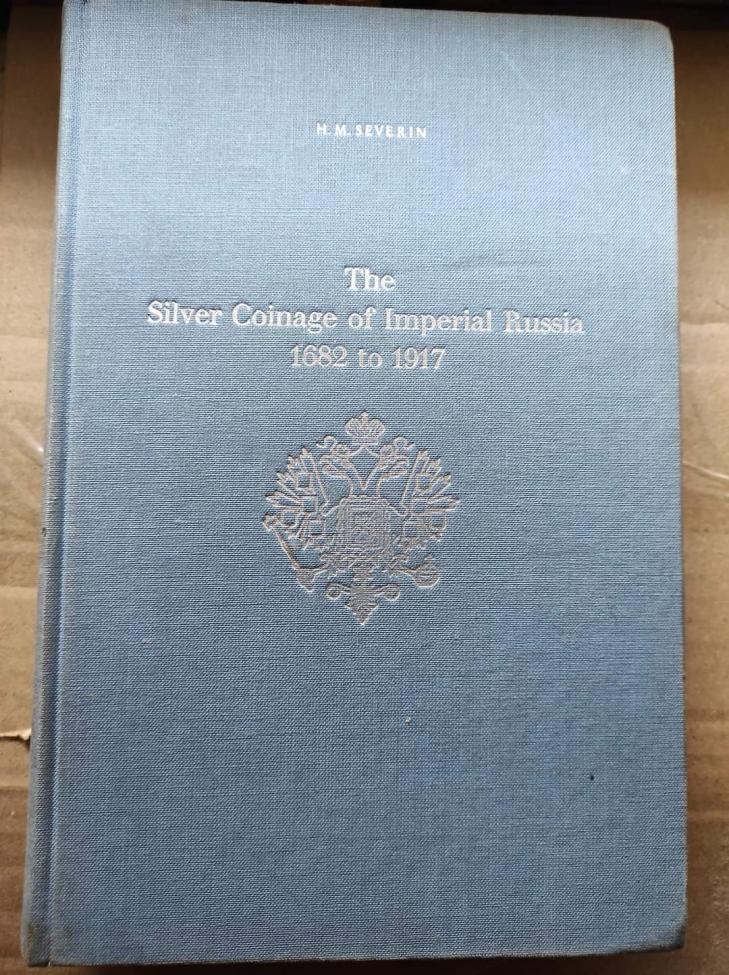 H. M. SEVERIN
The
Silver Coinage of Imperial Russia
1682 to 1917